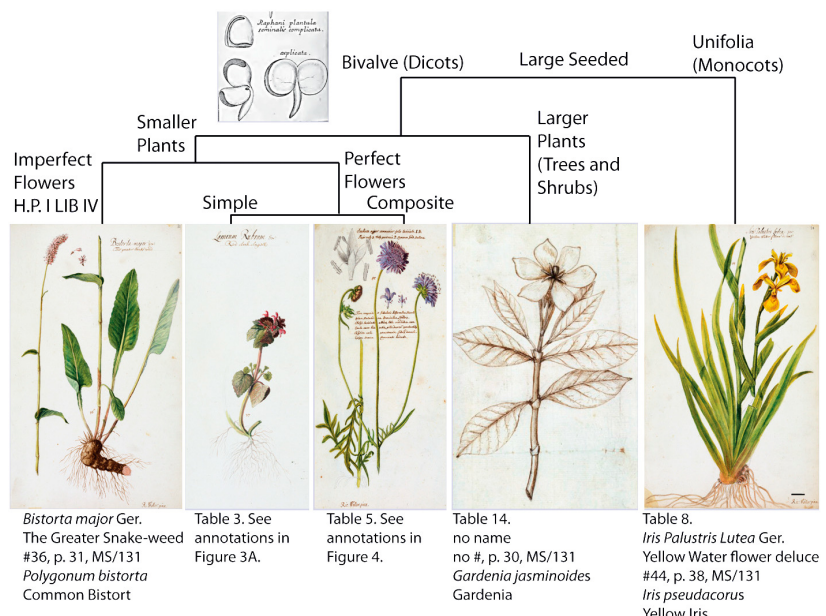 Raphani plantula
seminalis complicata.
explicata.
Bivalve (Dicots)
Large Seeded
Unifolia
(Monocots)
Smaller
Plants
Larger
Plants
(Trees and
Shrubs)
Imperfect
Flowers
H.P. I LIB IV
Perfect
Flowers
Simple
Composite
Bistorta major
Bistorta major Ger.
The Greater Snake-weed
#36, p. 31, MS/131
Polygonum bistorta
Common Bistort
Table 3. See
annotations in
Figure 3A.
Table 5. See
annotations in
Figure 4.
Table 14.
no name
no #, p. 30, MS/131
Gardenia jasminoides
Gardenia
Table 8.
Iris Palustris Lutea Ger.
Yellow Water flower deluce
#44, p. 38, MS/131
Iris pseudacorus
Yellow Iris